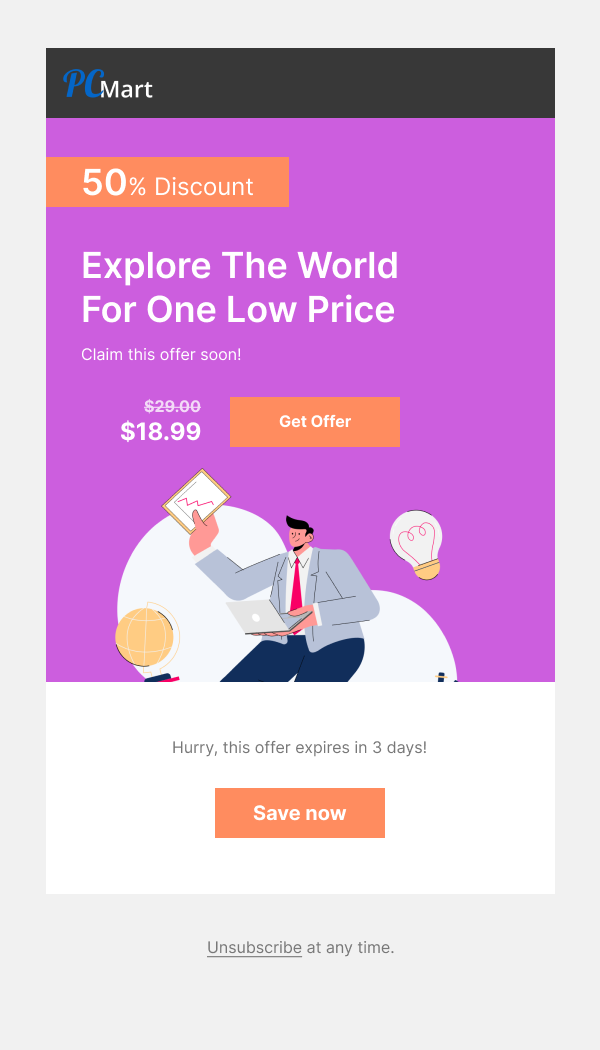 PCMart
50% Discount
Explore The World
For One Low Price
Claim this offer soon!
$29.00
$18.99
Get Offer
Hurry, this offer expires in 3 days!
Save now
Unsubscribe at any time.